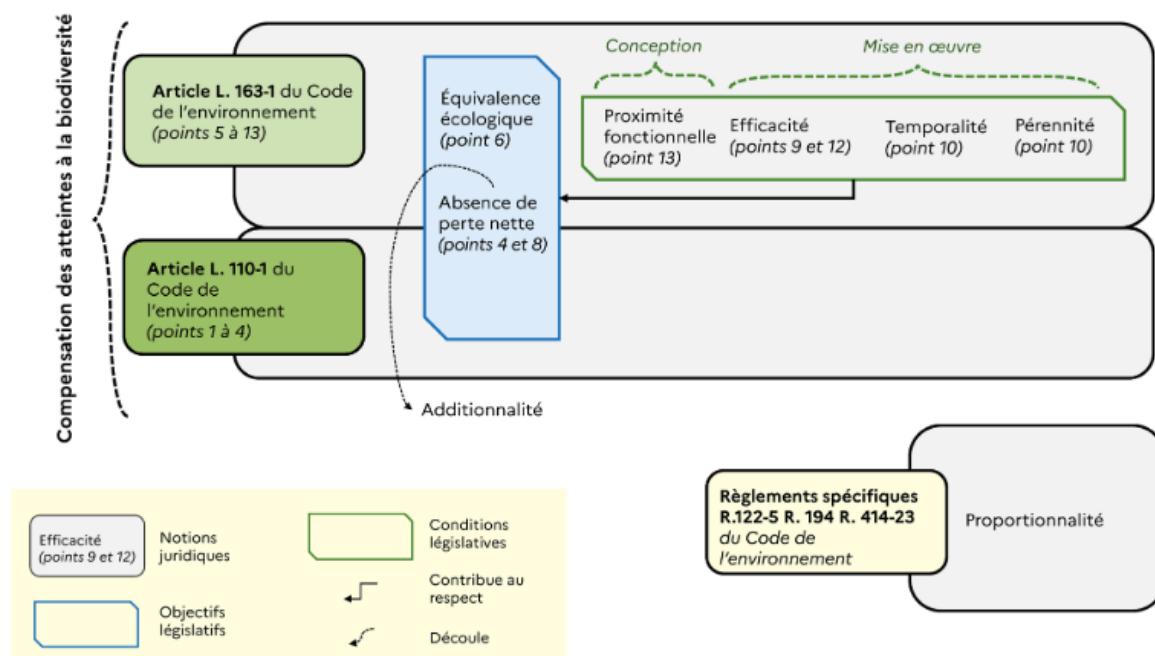 Compensation des atteintes à la biodiversité
Article L. 163-1 du Code
de l'environnement
(points 5 à 13)
Équivalence
écologique
(point 6)
Absence de
perte nette
(points 4 et 8)
Conception
Mise en œuvre
Proximité
fonctionnelle
(point 13)
Efficacité
(points 9 et 12)
Temporalité
(point 10)
Pérennité
(point 10)
Article L. 110-1 du
Code de
l'environnement
(points 1 à 4)
Additionnalité
Règlements spécifiques
R.122-5 R. 194 R. 414-23
du Code de
l'environnement
Proportionnalité
Efficacité
(points 9 et 12)
Notions
juridiques
Objectifs
législatifs
Conditions
législatives
Contribue au
respect
Découle